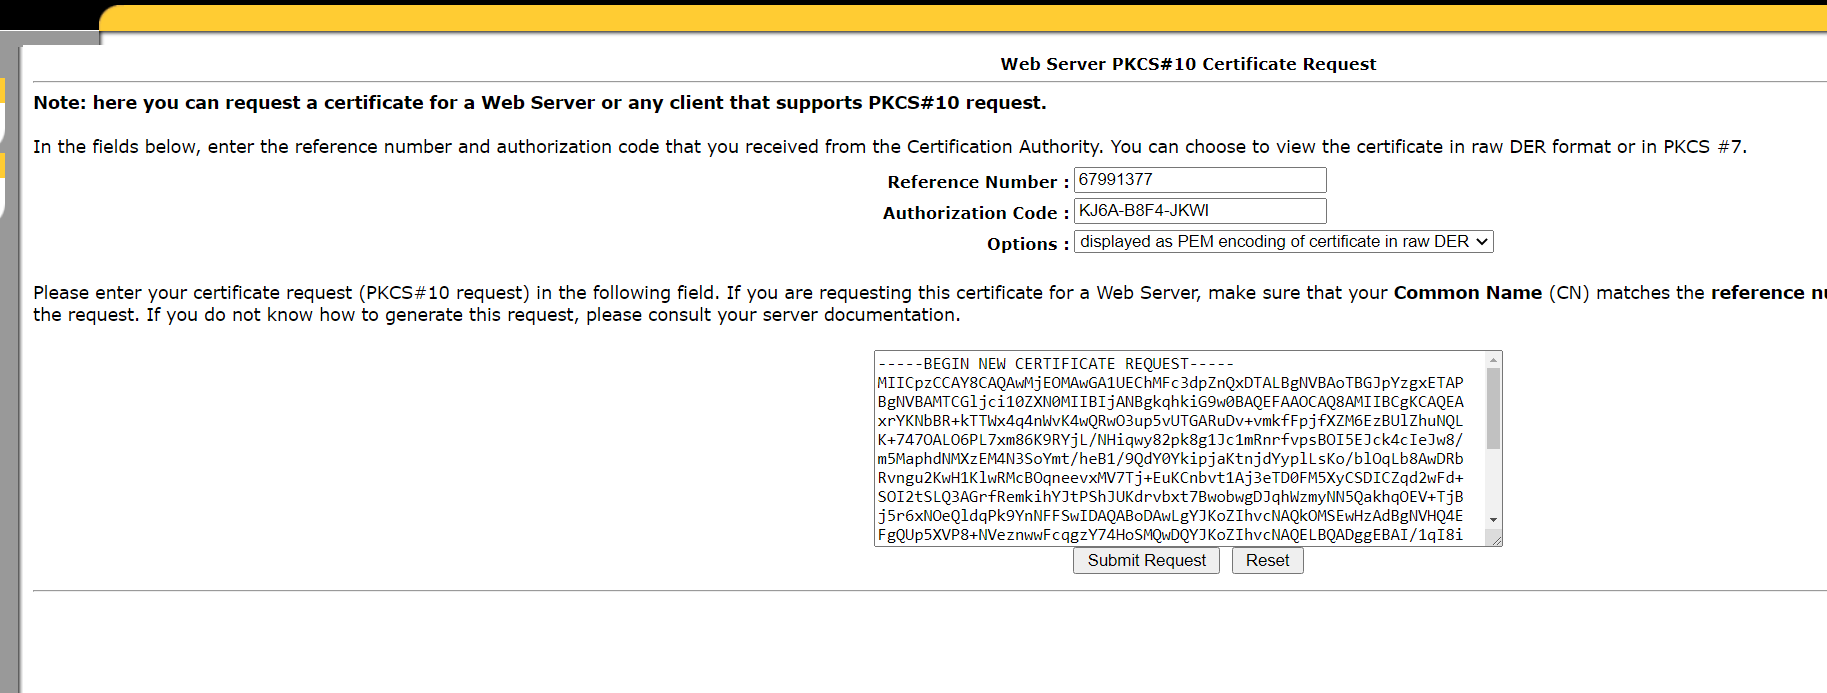 Web Server PKCS#10 Certificate Request
Note: here you can request a certificate for a Web Server or any client that supports PKCS#10 request.
In the fields below, enter the reference number and authorization code that you received from the Certification Authority. You can choose to view the certificate in raw DER format or in PKCS #7.
Reference Number : 67991377
Authorization Code : KJ6A-B8F4-JKWI
Options : displayed as PEM encoding of certificate in raw DER
Please enter your certificate request (PKCS#10 request) in the following field. If you are requesting this certificate for a Web Server, make sure that your Common Name (CN) matches the reference nu
the request. If you do not know how to generate this request, please consult your server documentation.
-----BEGIN NEW CERTIFICATE REQUEST-----
MIICpzCCAY8CAQAwMjEOMAwGA1UEChMFc3dpZnQxDTALBgNVBAoTBGJpYzgxETAP
BgNVBAMTCGljci10ZXN0MIIBIjANBgkqhkiG9w0BAQEFAAOCAQ8AMIIBCgKCAQEA
xrYKNbBR+kTTWx4q4nWvK4wQRwO3up5vUTGARuDv+vmkfFpjfXZM6EzBUlZhuNQL
K+747OALO6PL7xm86K9RYjL/NHiqwy82pk8g1Jc1mRnrfvpsBOI5EJck4cIeJw8/
m5MaphdNMXzEM4N3SoYmt/heB1/9QdY0YkipjaKtnjdYyplLsKo/blOqLb8AwDRb
Rvngu2KwH1KlwRMcBOqneevxMV7Tj+EuKCnbvt1Aj3eTD0FM5XyCSDICZqd2wFd+
SOI2tSLQ3AGrfRemkihYJtPShJUKdrvbxt7BwobwgDJqhWzmyNN5QakhqOEV+TjB
j5r6xNOeQldqPk9YnNFFSwIDAQABoDAwLgYJKoZIhvcNAQkOMSEwHzAdBgNVHQ4E
FgQUp5XVP8+NVeznwwFcqgzY74HoSMQwDQYJKoZIhvcNAQELBQADggEBAI/1qI8i
Submit Request Reset